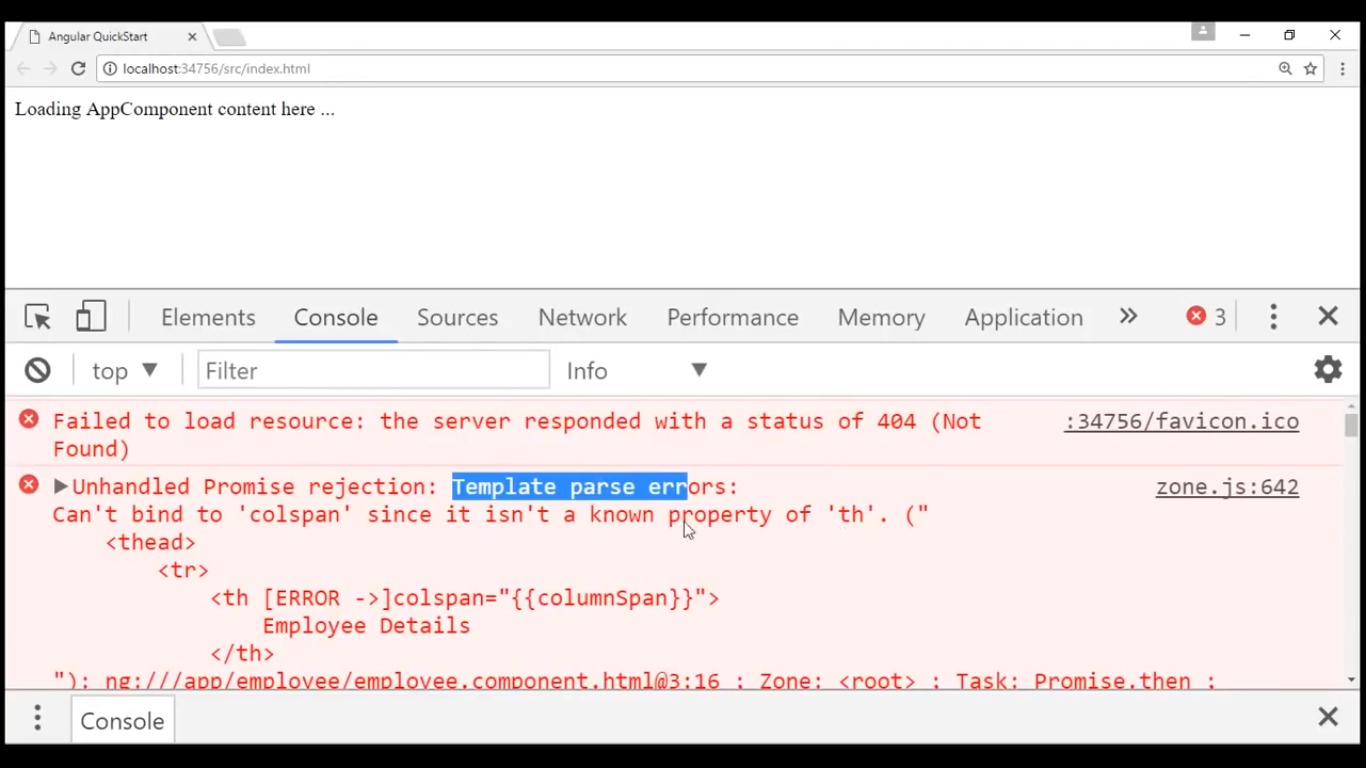 Angular QuickStart
localhost:34756/src/index.html
Loading AppComponent content here ...
Elements Console Sources Network Performance Memory Application 3
top Filter Info
Failed to load resource: the server responded with a status of 404 (Not :34756/favicon.ico
Found)
Unhandled Promise rejection: Template parse errors: zone.js:642
Can't bind to 'colspan' since it isn't a known property of 'th'. ("
<thead>
<tr>
<th [ERROR ->]colspan="{{columnSpan}}">
Employee Details
</th>
"): ng:///app/employee/employee.component.html@3:16 ; Zone: <root> ; Task: Promise.then ;
Console